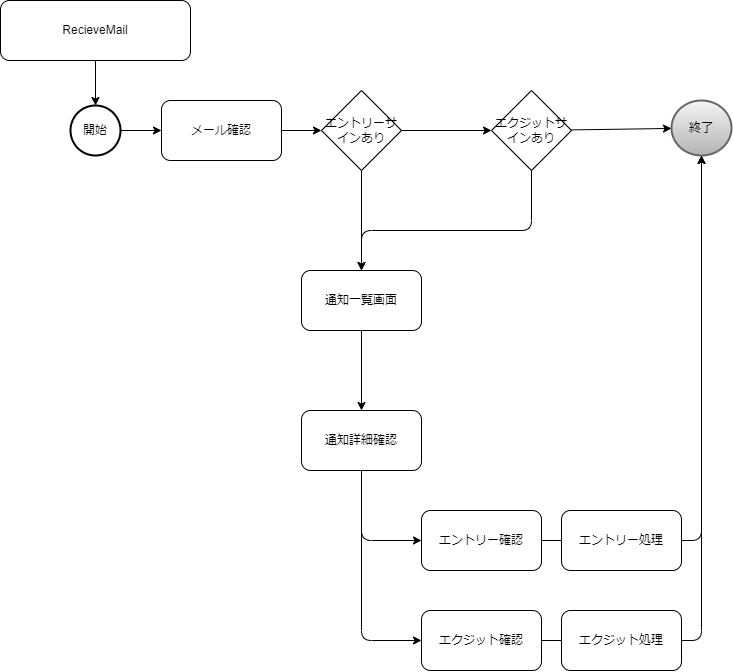 RecieveMail
開始
メール確認
エントリーサ
インあり
エクジットサ
インあり
終了
通知一覧画面
通知詳細確認
エントリー確認
エントリー処理
エクジット確認
エクジット処理